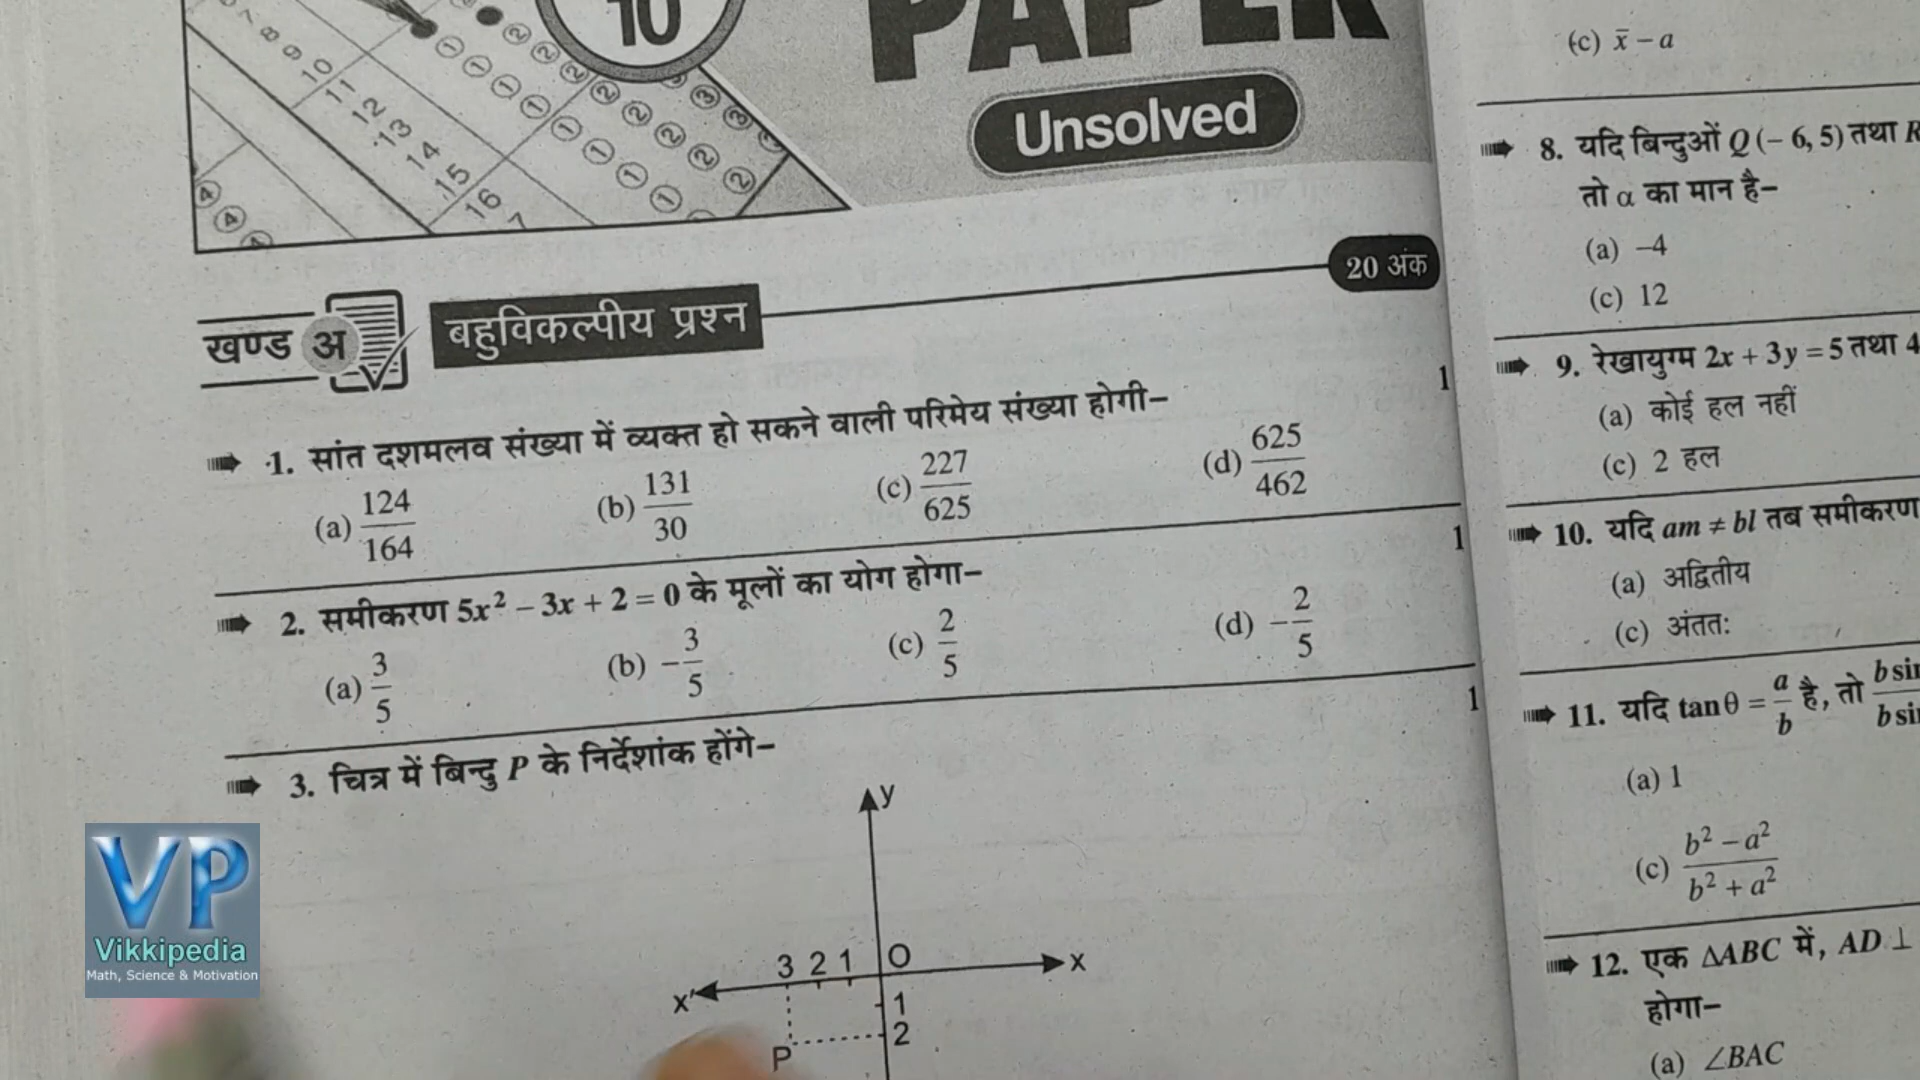 10
PAPER
Unsolved
20 अंक
खण्ड अ
बहुविकल्पीय प्रश्न
1. सांत दशमलव संख्या में व्यक्त हो सकने वाली परिमेय संख्या होगी– 1
(a) 124/164 (b) 131/30 (c) 227/625 (d) 625/462
2. समीकरण 5x² – 3x + 2 = 0 के मूलों का योग होगा– 1
(a) 3/5 (b) –3/5 (c) 2/5 (d) –2/5
3. चित्र में बिन्दु P के निर्देशांक होंगे– 1
y
3 2 1 O x
x'
1
2
P
(c) x̄ – a
8. यदि बिन्दुओं Q (– 6, 5) तथा R
तो α का मान है–
(a) –4
(c) 12
9. रेखायुग्म 2x + 3y = 5 तथा 4
(a) कोई हल नहीं
(c) 2 हल
10. यदि am ≠ bl तब समीकरण
(a) अद्वितीय
(c) अंततः
11. यदि tan θ = a/b है, तो
(a) 1
(c) b² – a²/b² + a²
12. एक ΔABC में, AD ⊥
होगा–
(a) ∠BAC
VP
Vikkipedia
Math, Science & Motivation